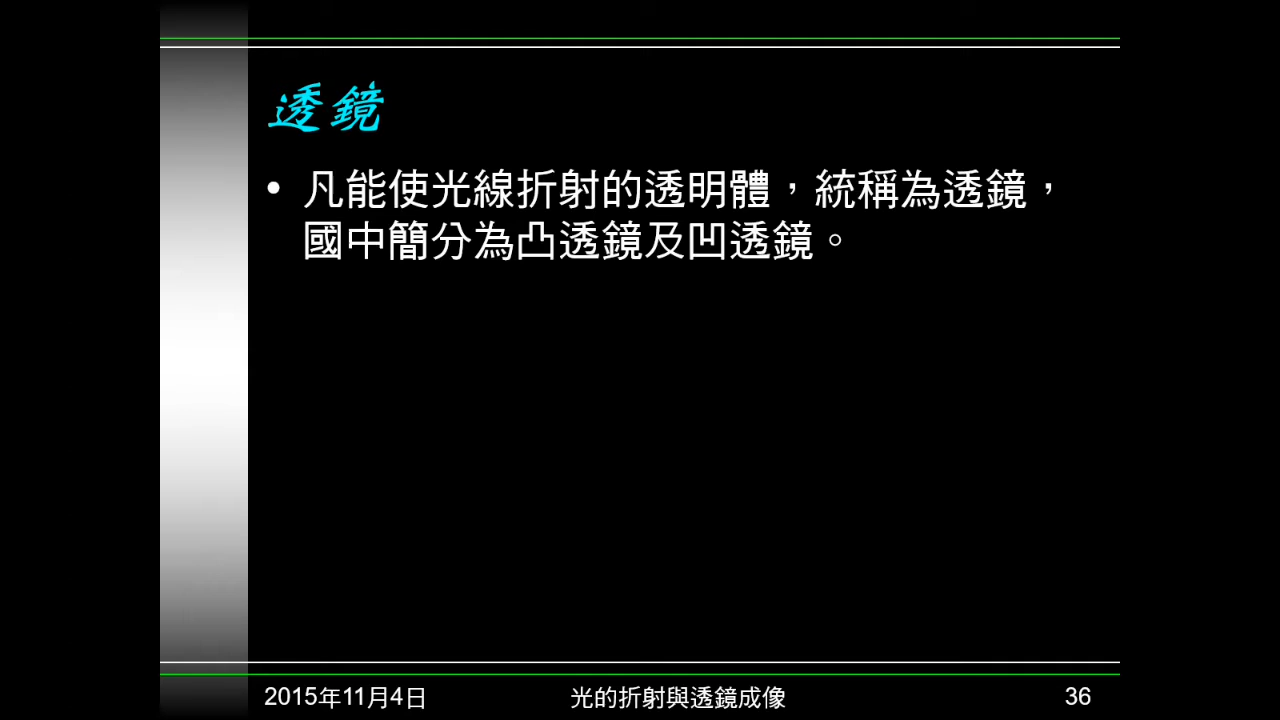 透鏡
• 凡能使光線折射的透明體，統稱為透鏡，
國中簡分為凸透鏡及凹透鏡。
2015年11月4日 光的折射與透鏡成像 36